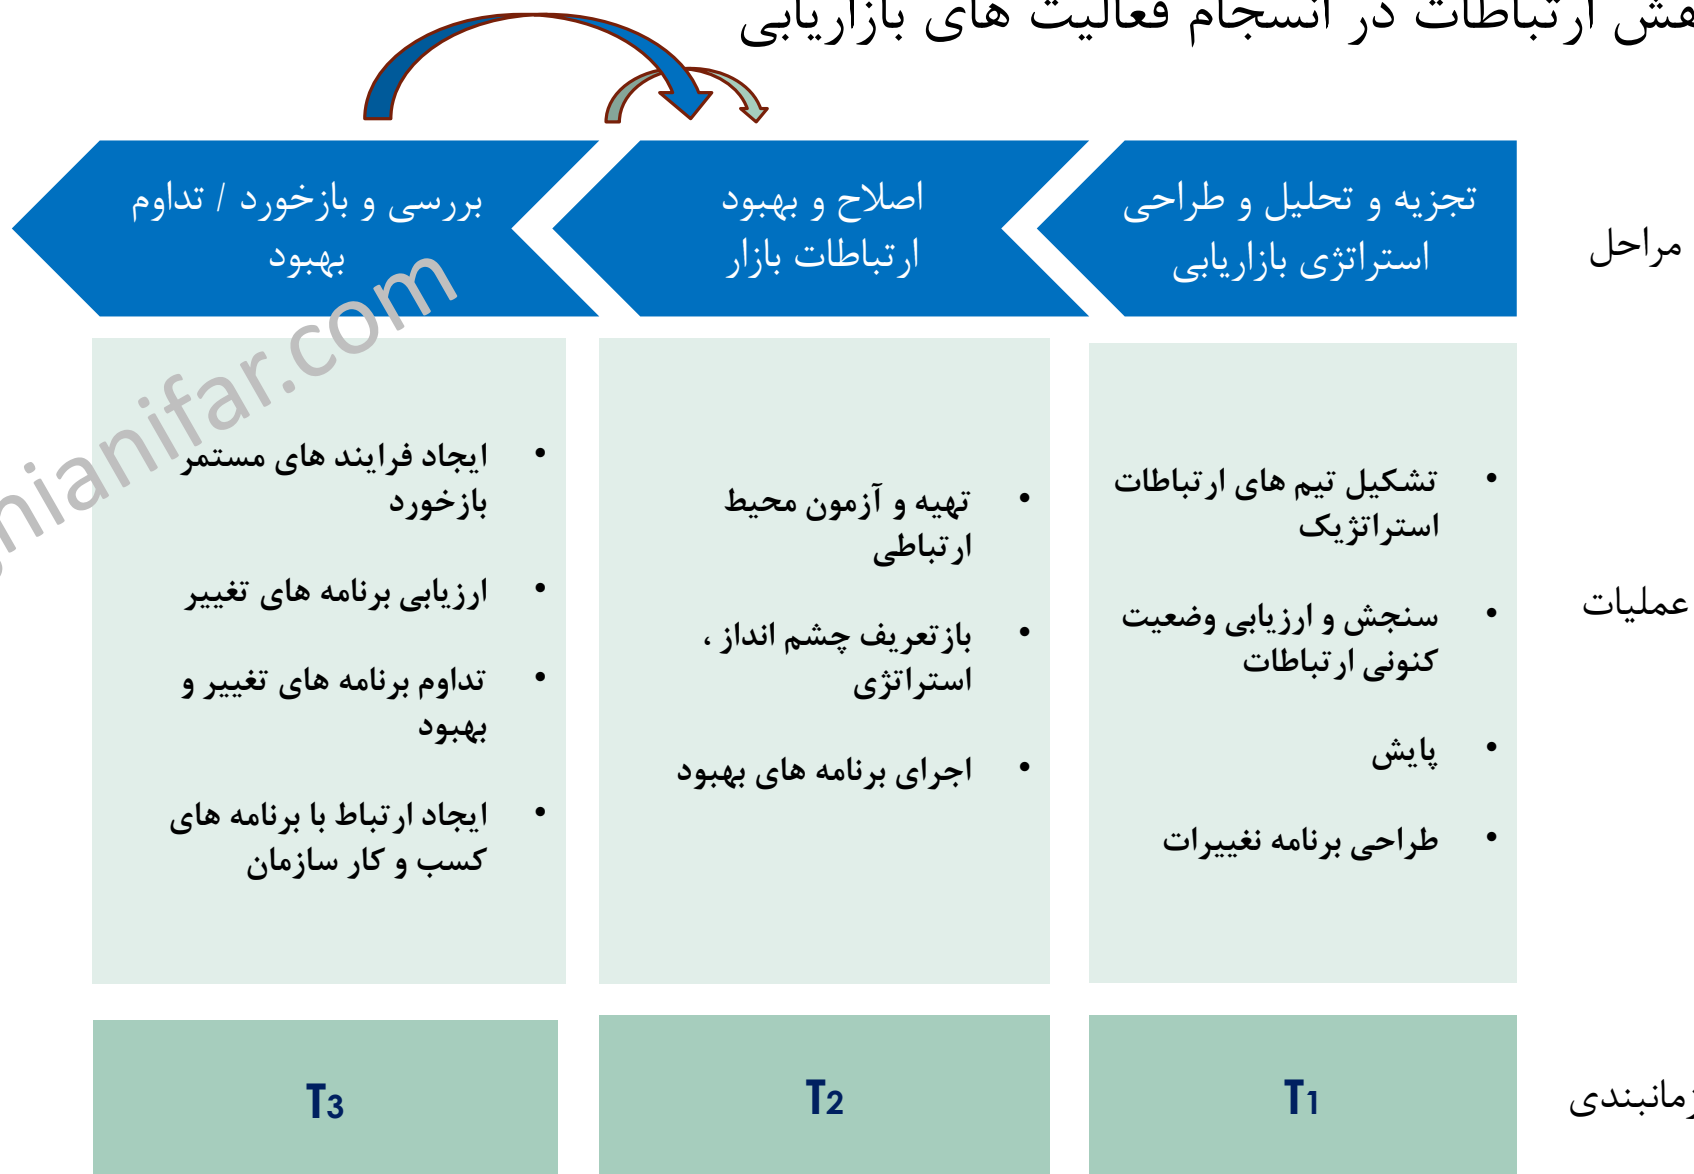 ارتباطات در انسجام فعالیت های بازاریابی
مراحل
تجزیه و تحلیل و طراحی
استراتژی بازاریابی
اصلاح و بهبود
ارتباطات بازار
بررسی و بازخورد / تداوم
بهبود
عملیات
• تشکیل تیم های ارتباطات
استراتژیک
• سنجش و ارزیابی وضعیت
کنونی ارتباطات
• پایش
• طراحی برنامه نغییرات
• تهیه و آزمون محیط
ارتباطی
• بازتعریف چشم انداز ،
استراتژی
• اجرای برنامه های بهبود
• ایجاد فرایند های مستمر
بازخورد
• ارزیابی برنامه های تغییر
• تداوم برنامه های تغییر و
بهبود
• ایجاد ارتباط با برنامه های
کسب و کار سازمان
زمانبندی
T1
T2
T3
nianifar.com